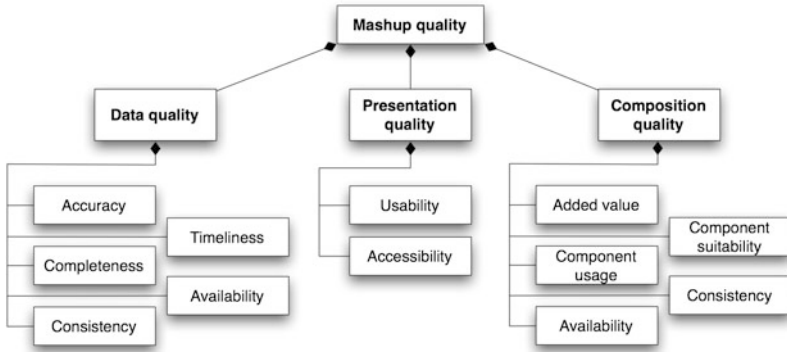 Mashup quality
Data quality
Presentation
quality
Composition
quality
Accuracy
Timeliness
Completeness
Availability
Consistency
Usability
Accessibility
Added value
Component
suitability
Component
usage
Consistency
Availability